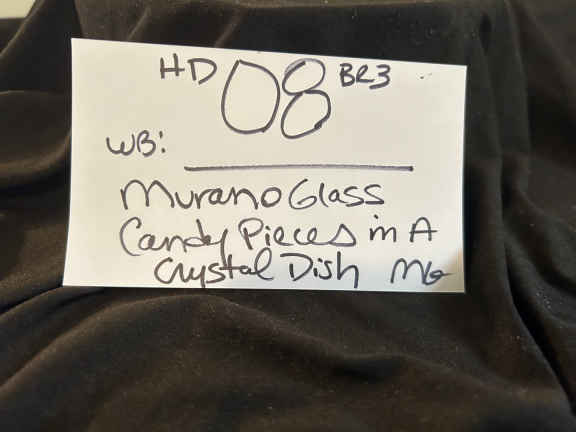 HD 08 BR3
WB:
Murano Glass
Candy Pieces in A
Crystal Dish MG